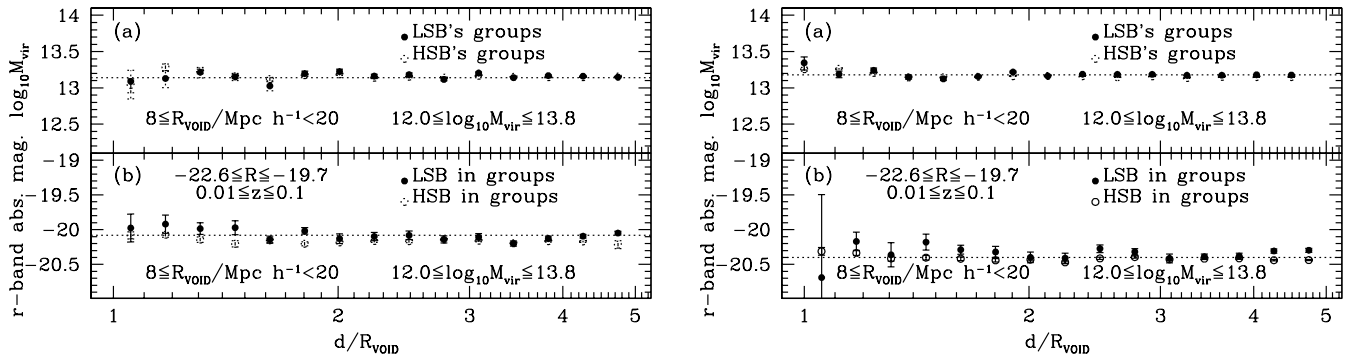 (a)
LSB's groups
HSB's groups
14
13.5
13
12.5
log₁₀Mvir
8≦RVOID/Mpc h⁻¹<20 12.0≦log₁₀Mvir≦13.8
(b)
−22.6≦R≦−19.7
0.01≦z≦0.1
LSB in groups
HSB in groups
−19
−19.5
−20
−20.5
r−band abs. mag.
8≦RVOID/Mpc h⁻¹<20 12.0≦log₁₀Mvir≦13.8
1 2 3 4 5
d/RVOID
(a)
LSB's groups
HSB's groups
14
13.5
13
12.5
log₁₀Mvir
8≦RVOID/Mpc h⁻¹<20 12.0≦log₁₀Mvir≦13.8
(b)
−22.6≦R≦−19.7
0.01≦z≦0.1
LSB in groups
HSB in groups
−19
−19.5
−20
−20.5
r−band abs. mag.
8≦RVOID/Mpc h⁻¹<20 12.0≦log₁₀Mvir≦13.8
1 2 3 4 5
d/RVOID